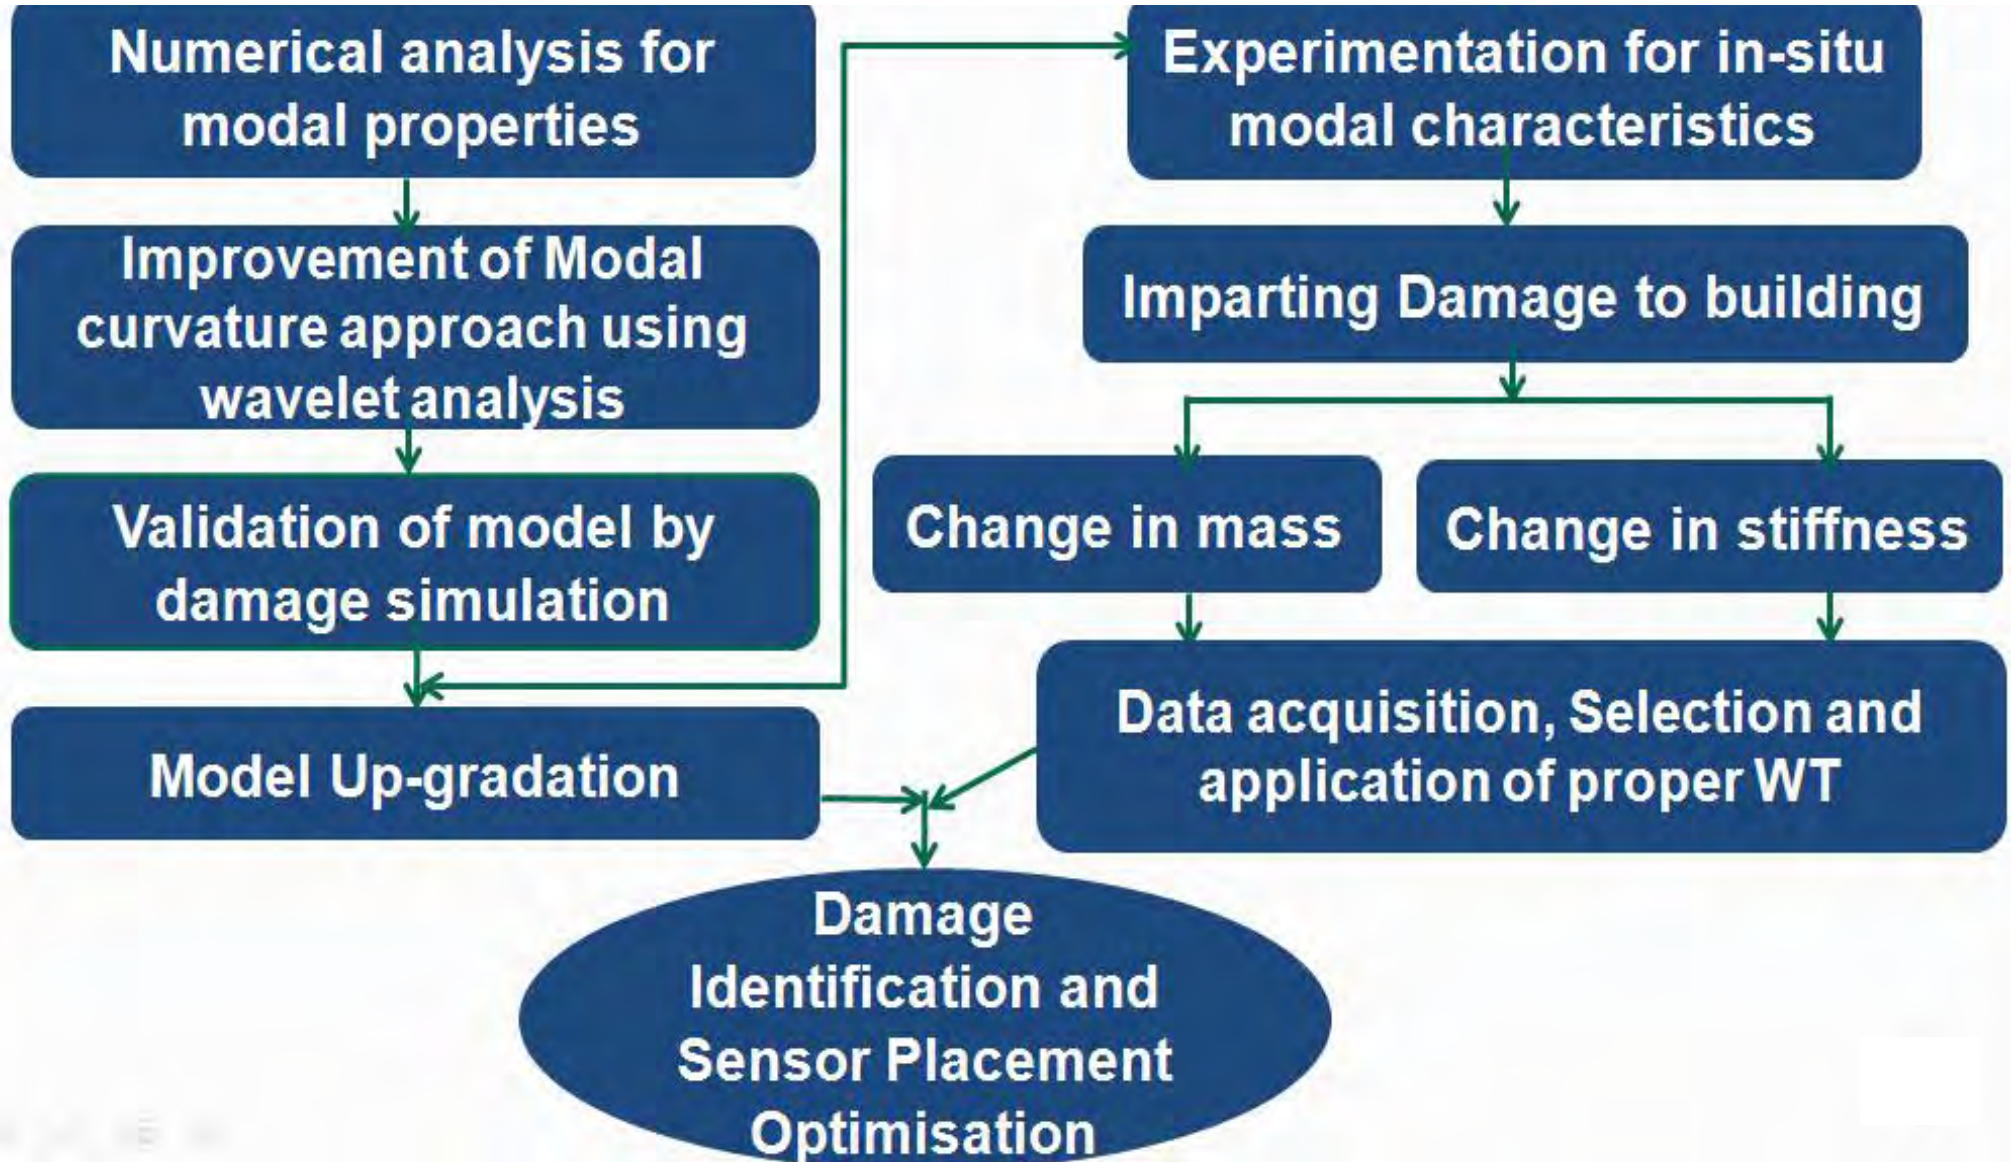 Numerical analysis for
modal properties
Improvement of Modal
curvature approach using
wavelet analysis
Validation of model by
damage simulation
Model Up-gradation
Experimentation for in-situ
modal characteristics
Imparting Damage to building
Change in mass
Change in stiffness
Data acquisition, Selection and
application of proper WT
Damage
Identification and
Sensor Placement
Optimisation